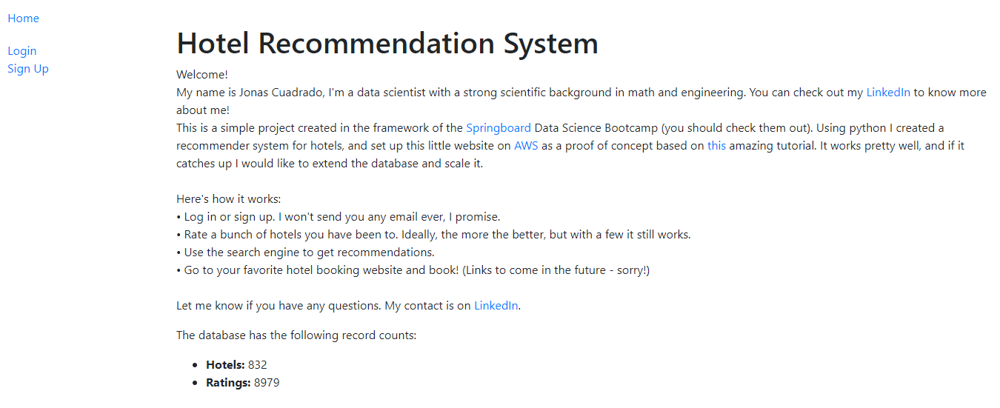 Home
Login
Sign Up
Hotel Recommendation System
Welcome!
My name is Jonas Cuadrado, I'm a data scientist with a strong scientific background in math and engineering. You can check out my LinkedIn to know more
about me!
This is a simple project created in the framework of the Springboard Data Science Bootcamp (you should check them out). Using python I created a
recommender system for hotels, and set up this little website on AWS as a proof of concept based on this amazing tutorial. It works pretty well, and if it
catches up I would like to extend the database and scale it.
Here's how it works:
• Log in or sign up. I won't send you any email ever, I promise.
• Rate a bunch of hotels you have been to. Ideally, the more the better, but with a few it still works.
• Use the search engine to get recommendations.
• Go to your favorite hotel booking website and book! (Links to come in the future - sorry!)
Let me know if you have any questions. My contact is on LinkedIn.
The database has the following record counts:
• Hotels: 832
• Ratings: 8979